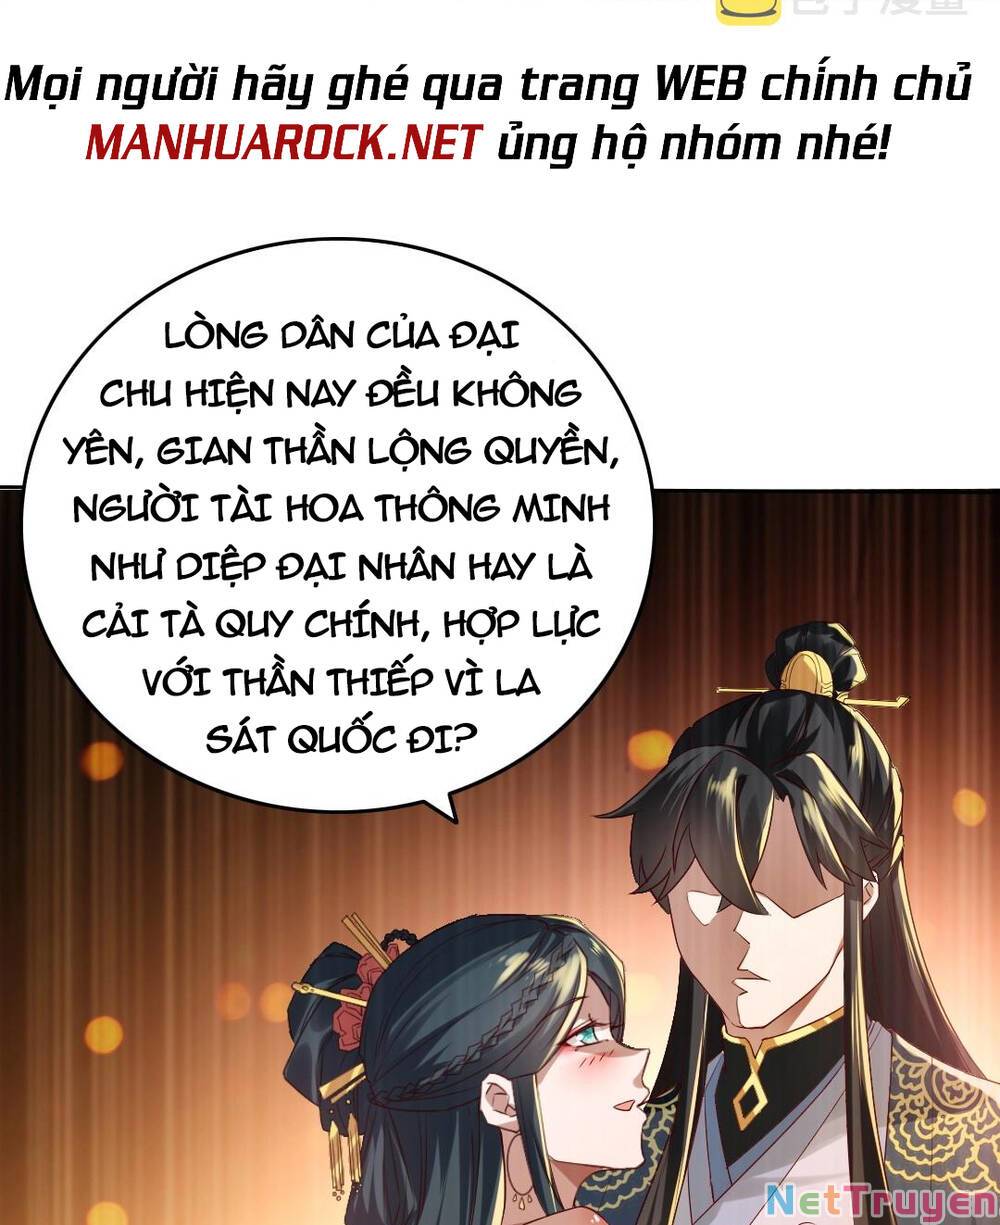 Mọi người hãy ghé qua trang WEB chính chủ
MANHUAROCK.NET ủng hộ nhóm nhé!
LÒNG DÂN CỦA ĐẠI
CHU HIỆN NAY ĐỀU KHÔNG
YÊN, GIAN THẦN LỘNG QUYỀN,
NGƯỜI TÀI HOA THÔNG MINH
NHƯ DIỆP ĐẠI NHÂN HAY LÀ
CẢI TÀ QUY CHÍNH, HỢP LỰC
VỚI THẦN THIẾP VÌ LA
SÁT QUỐC ĐI?
NetTruyen